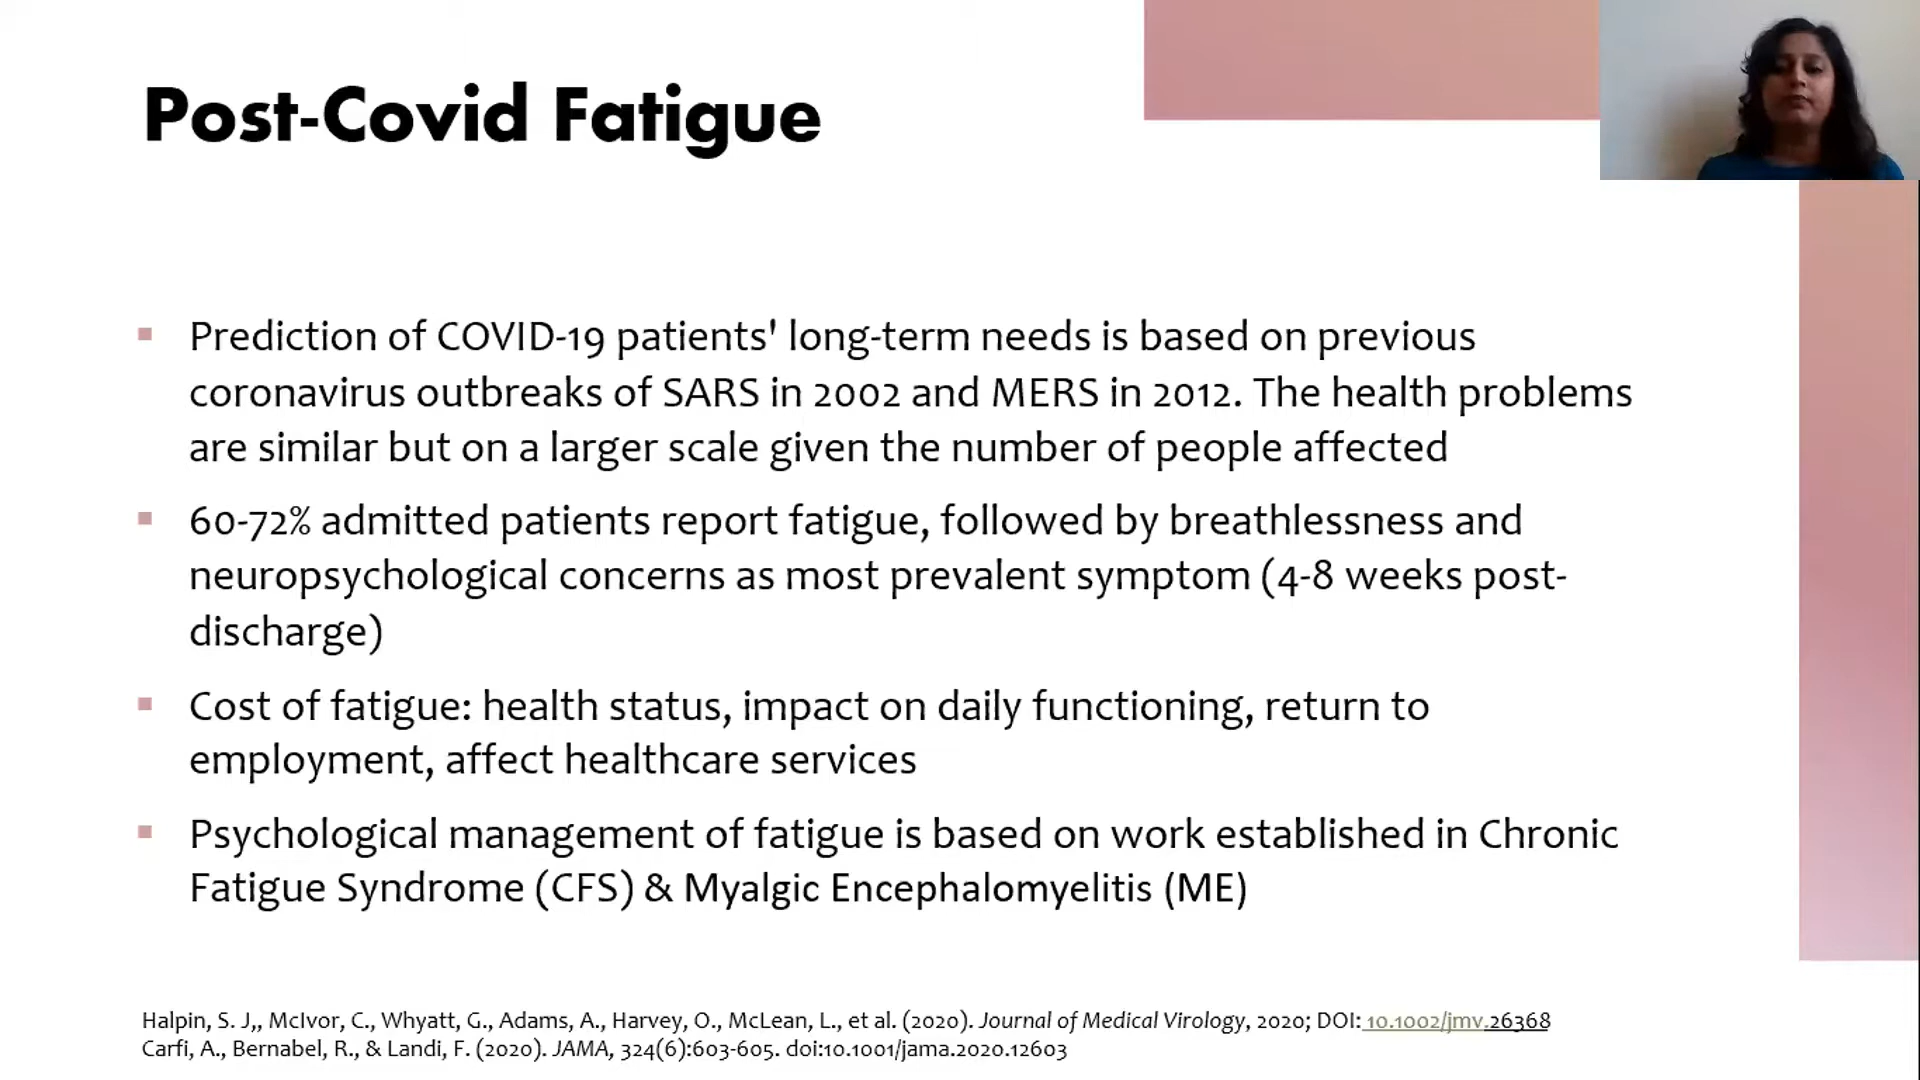 Post-Covid Fatigue
Prediction of COVID-19 patients' long-term needs is based on previous
coronavirus outbreaks of SARS in 2002 and MERS in 2012. The health problems
are similar but on a larger scale given the number of people affected
60-72% admitted patients report fatigue, followed by breathlessness and
neuropsychological concerns as most prevalent symptom (4-8 weeks post-
discharge)
Cost of fatigue: health status, impact on daily functioning, return to
employment, affect healthcare services
Psychological management of fatigue is based on work established in Chronic
Fatigue Syndrome (CFS) & Myalgic Encephalomyelitis (ME)
Halpin, S. J,, McIvor, C., Whyatt, G., Adams, A., Harvey, O., McLean, L., et al. (2020). Journal of Medical Virology, 2020; DOI: 10.1002/jmv.26368
Carfi, A., Bernabel, R., & Landi, F. (2020). JAMA, 324(6):603-605. doi:10.1001/jama.2020.12603